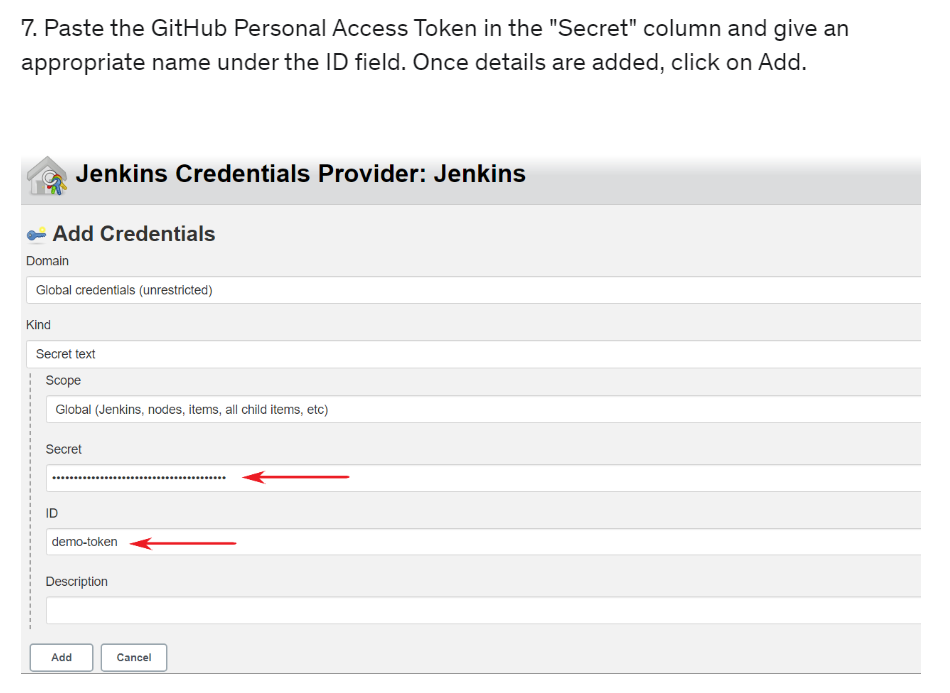 7. Paste the GitHub Personal Access Token in the "Secret" column and give an
appropriate name under the ID field. Once details are added, click on Add.
Jenkins Credentials Provider: Jenkins
Add Credentials
Domain
Global credentials (unrestricted)
Kind
Secret text
Scope
Global (Jenkins, nodes, items, all child items, etc)
Secret
ID
demo-token
Description
Add
Cancel